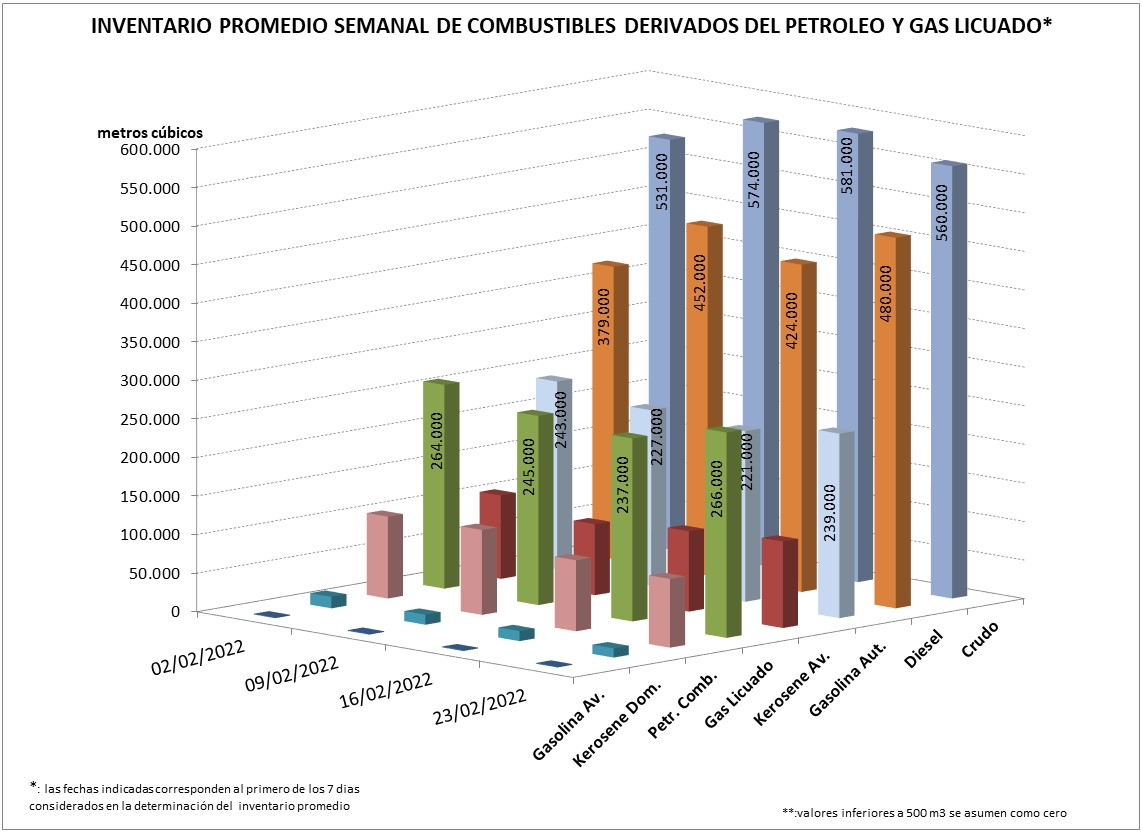 INVENTARIO PROMEDIO SEMANAL DE COMBUSTIBLES DERIVADOS DEL PETROLEO Y GAS LICUADO*
metros cúbicos
600.000
550.000
500.000
450.000
400.000
350.000
300.000
250.000
200.000
150.000
100.000
50.000
0
531.000
574.000
581.000
560.000
379.000
452.000
424.000
480.000
243.000
227.000
221.000
239.000
264.000
245.000
237.000
266.000
02/02/2022
09/02/2022
16/02/2022
23/02/2022
Gasolina Av.
Kerosene Dom.
Petr. Comb.
Gas Licuado
Kerosene Av.
Gasolina Aut.
Diesel
Crudo
*: las fechas indicadas corresponden al primero de los 7 dias
considerados en la determinación del inventario promedio
**:valores inferiores a 500 m3 se asumen como cero